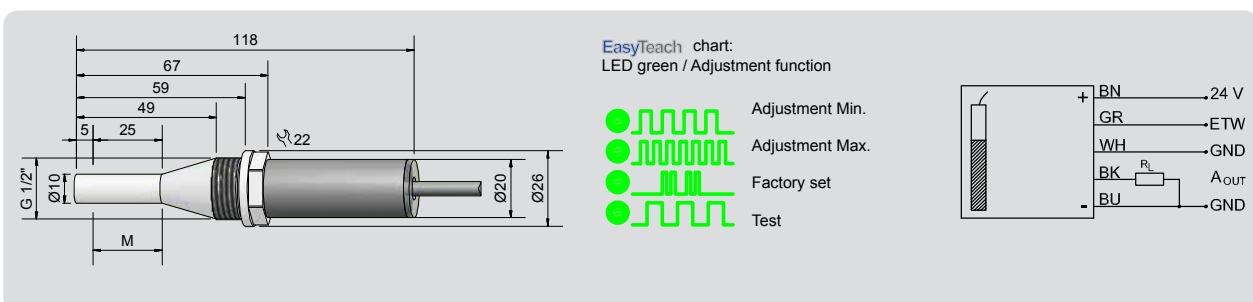 118
67
59
49
5 25
22
G 1/2"
Ø10
Ø20
Ø26
M
EasyTeach chart:
LED green / Adjustment function
Adjustment Min.
Adjustment Max.
Factory set
Test
+ BN 24 V
GR ETW
WH GND
BK RL AOUT
- BU GND